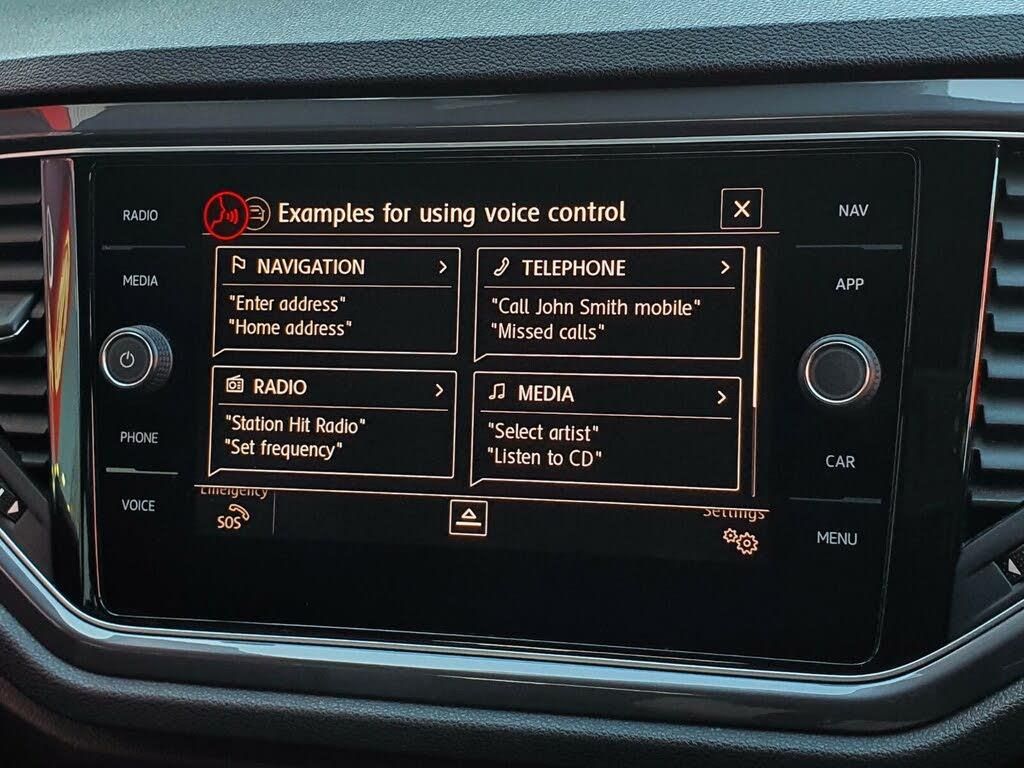 RADIO
MEDIA
PHONE
VOICE
Examples for using voice control
NAVIGATION
"Enter address"
"Home address"
TELEPHONE
"Call John Smith mobile"
"Missed calls"
RADIO
"Station Hit Radio"
"Set frequency"
MEDIA
"Select artist"
"Listen to CD"
Emergency
SOS
Settings
NAV
APP
CAR
MENU